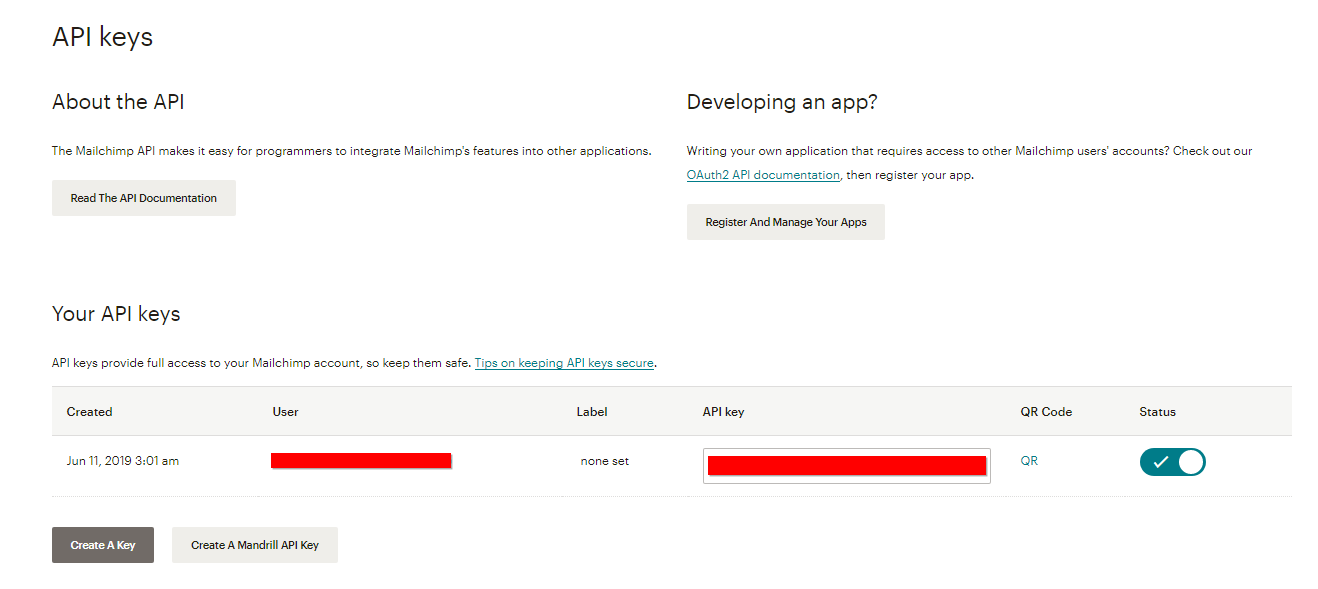 API keys
About the API
The Mailchimp API makes it easy for programmers to integrate Mailchimp's features into other applications.
Read The API Documentation
Developing an app?
Writing your own application that requires access to other Mailchimp users' accounts? Check out our
OAuth2 API documentation, then register your app.
Register And Manage Your Apps
Your API keys
API keys provide full access to your Mailchimp account, so keep them safe. Tips on keeping API keys secure.
Created User Label API key QR Code Status
Jun 11, 2019 3:01 am none set QR
Create A Key Create A Mandrill API Key